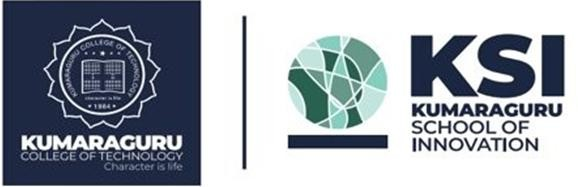 KUMARAGURU COLLEGE OF TECHNOLOGY
character is life
1984
KUMARAGURU
COLLEGE OF TECHNOLOGY
Character is life
KSI
KUMARAGURU
SCHOOL OF
INNOVATION